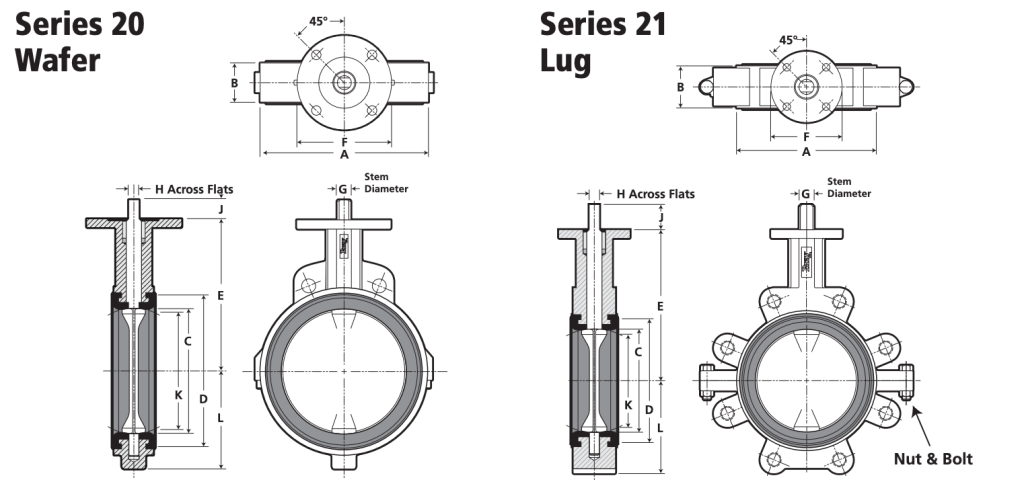 Series 20
Wafer
45°
B
F
A
Series 21
Lug
45°
B
F
A
H Across Flats
J
E
C
K
D
L
G
Stem
Diameter
H Across Flats
J
E
C
K
D
L
G
Stem
Diameter
Nut & Bolt